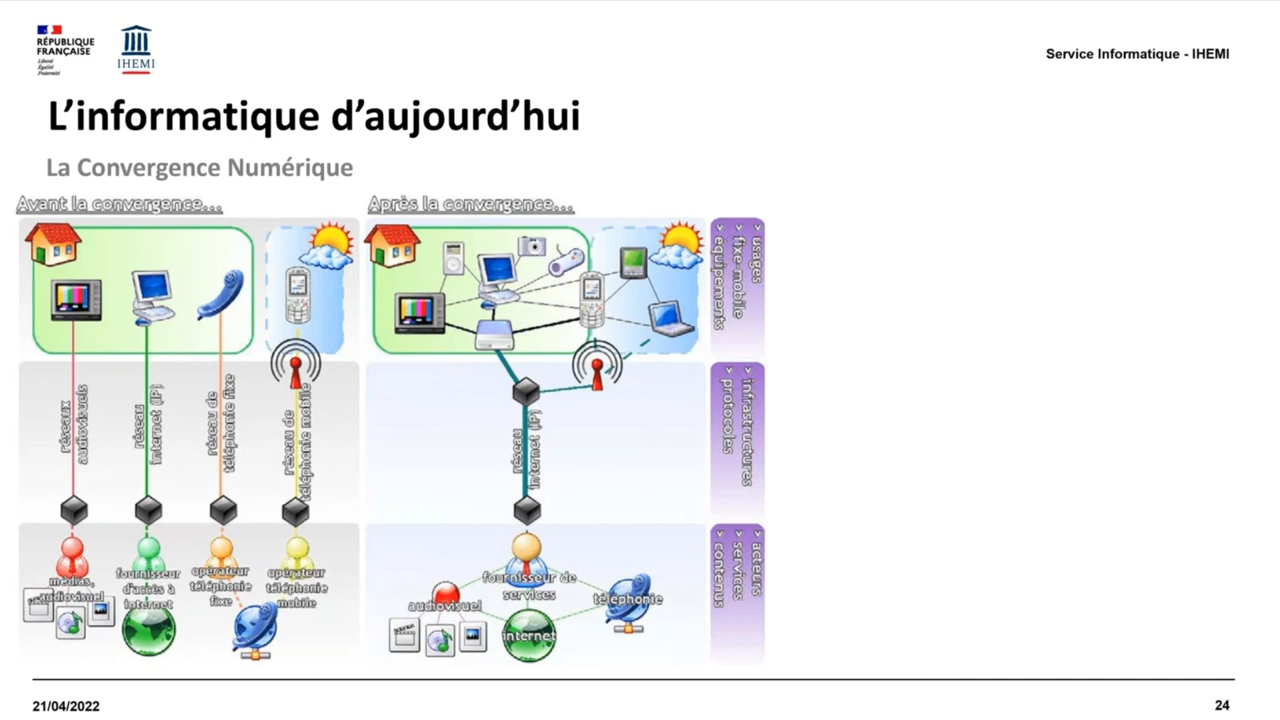 RÉPUBLIQUE
FRANÇAISE
Liberté
Égalité
Fraternité
IHEMI
Service Informatique - IHEMI
L’informatique d’aujourd’hui
La Convergence Numérique
Avant la convergence...
Après la convergence...
> usages
> fixe-mobile
> équipements
réseaux
audiovisuels
réseau
internet (IP)
réseau de
téléphonie fixe
réseau de
téléphonie mobile
réseau
internet (IP)
> infrastructures
> protocoles
médias,
audiovisuel
fournisseur
d'accès à
internet
opérateur
téléphonie
fixe
opérateur
téléphonie
mobile
fournisseur de
services
audiovisuel
téléphonie
internet
> acteurs
> services
> contenus
21/04/2022
24